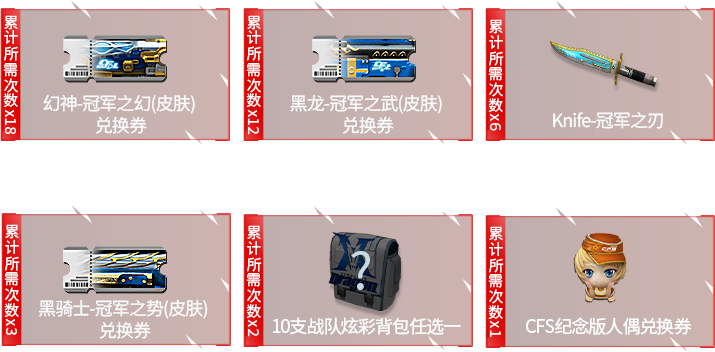 累计所需次数x18
幻神-冠军之幻(皮肤)
兑换券
累计所需次数x12
黑龙-冠军之武(皮肤)
兑换券
累计所需次数x6
Knife-冠军之刃
累计所需次数x3
黑骑士-冠军之势(皮肤)
兑换券
累计所需次数x2
?
10支战队炫彩背包任选一
累计所需次数x1
CFS纪念版人偶兑换券